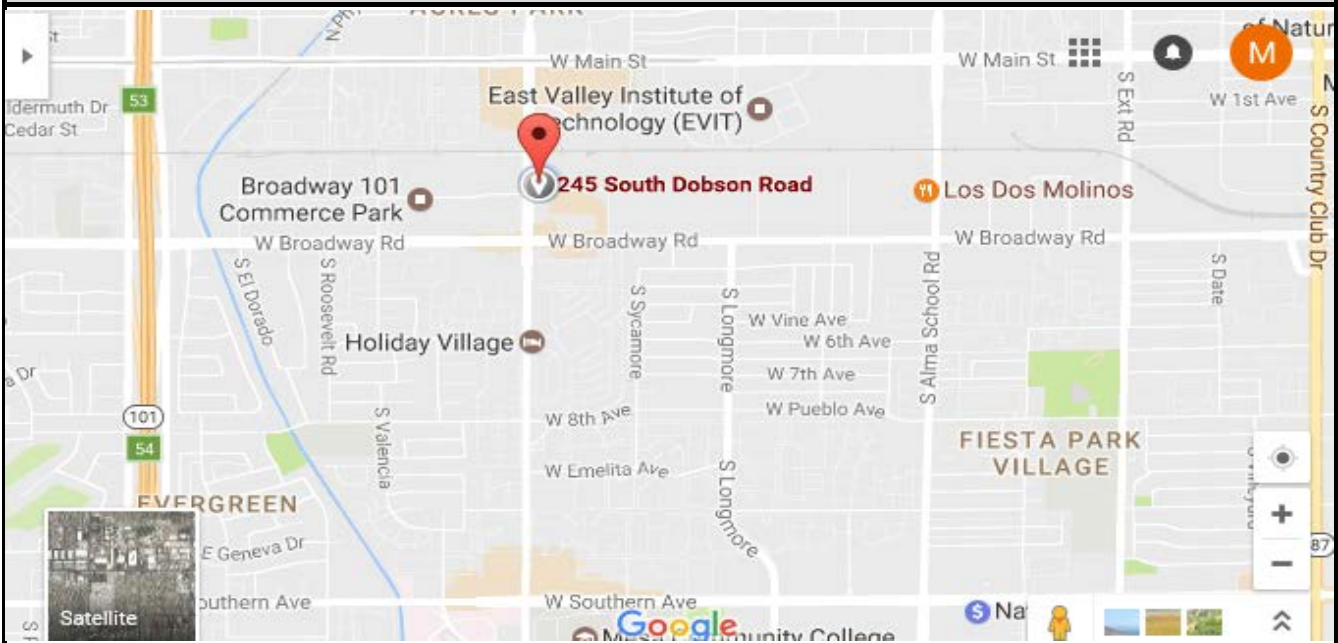 ACRES PARK
W Main St
W Main St
M
53
Cedar St
East Valley Institute of
Technology (EVIT)
S Ext Rd
W 1st Ave
S Country Club Dr
245 South Dobson Road
Broadway 101
Commerce Park
Los Dos Molinos
W Broadway Rd
W Broadway Rd
W Broadway Rd
S El Dorado
S Roosevelt Rd
S Sycamore
S Longmore
S Alma School Rd
S Date
Holiday Village
W Vine Ave
W 6th Ave
W 7th Ave
W Pueblo Ave
101
S Valencia
W 8th Ave
54
W Emelita Ave
S Longmore
FIESTA PARK
VILLAGE
EVERGREEN
E Geneva Dr
87
Satellite
W Southern Ave
Google
Community College